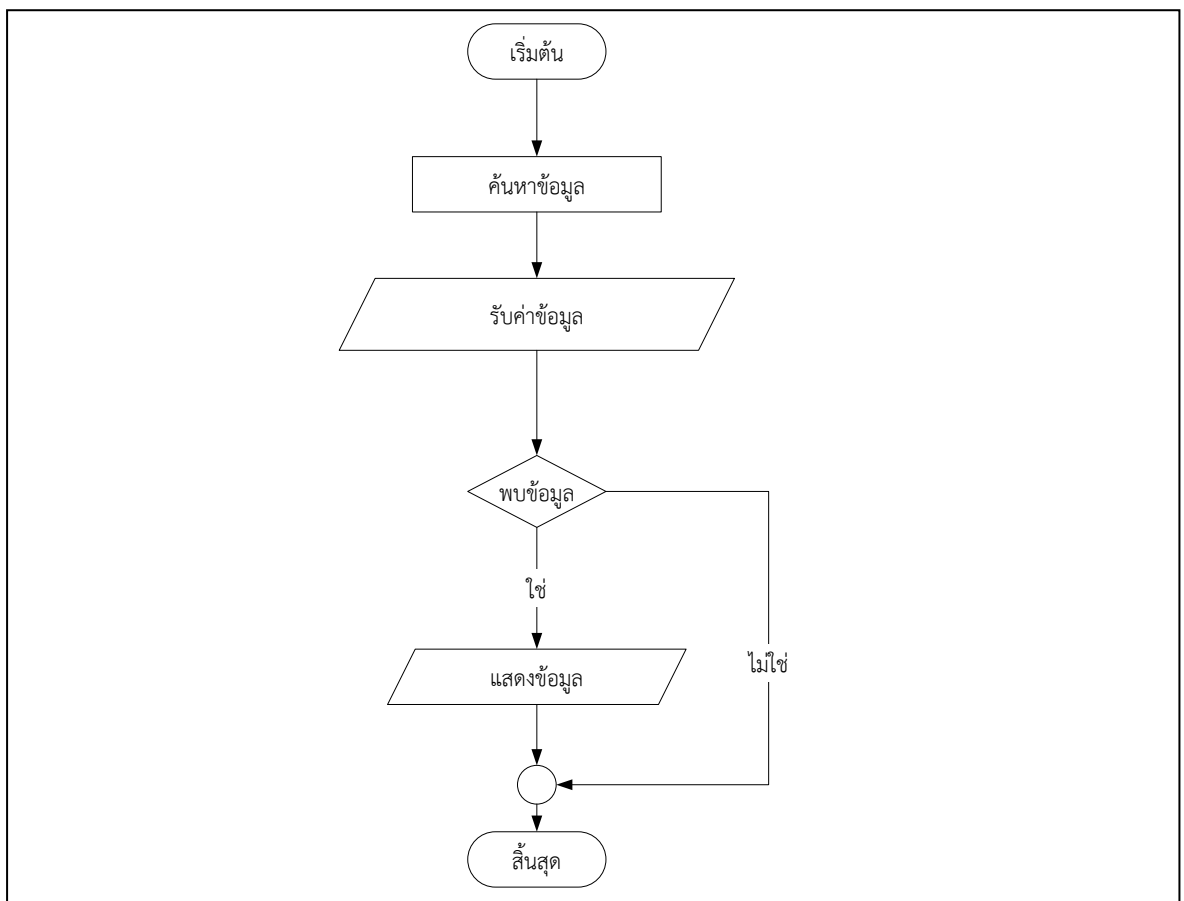 เริ่มต้น
ค้นหาข้อมูล
รับค่าข้อมูล
พบข้อมูล
ใช่
ไม่ใช่
แสดงข้อมูล
สิ้นสุด